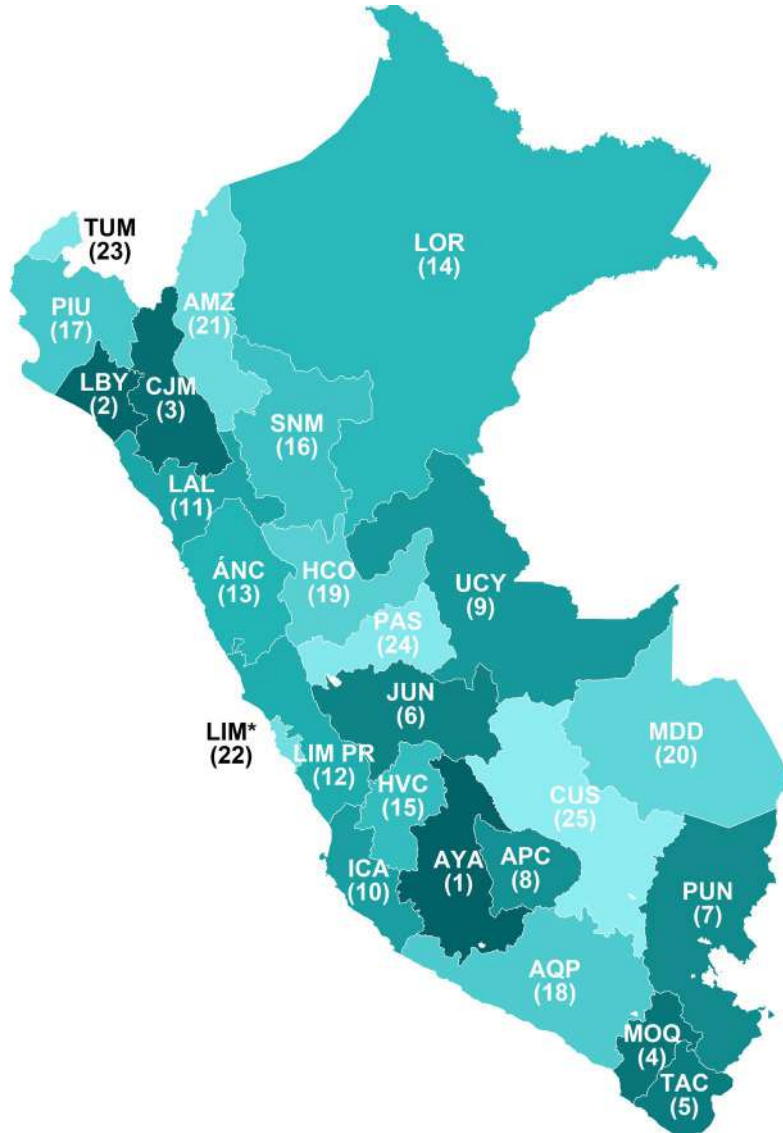 TUM
(23)
LOR
(14)
PIU
(17)
AMZ
(21)
LBY
(2)
CJM
(3)
SNM
(16)
LAL
(11)
ÁNC
(13)
HCO
(19)
UCY
(9)
PAS
(24)
JUN
(6)
LIM*
(22)
LIM PR
(12)
MDD
(20)
HVC
(15)
CUS
(25)
AYA
(1)
APC
(8)
ICA
(10)
PUN
(7)
AQP
(18)
MOQ
(4)
TAC
(5)